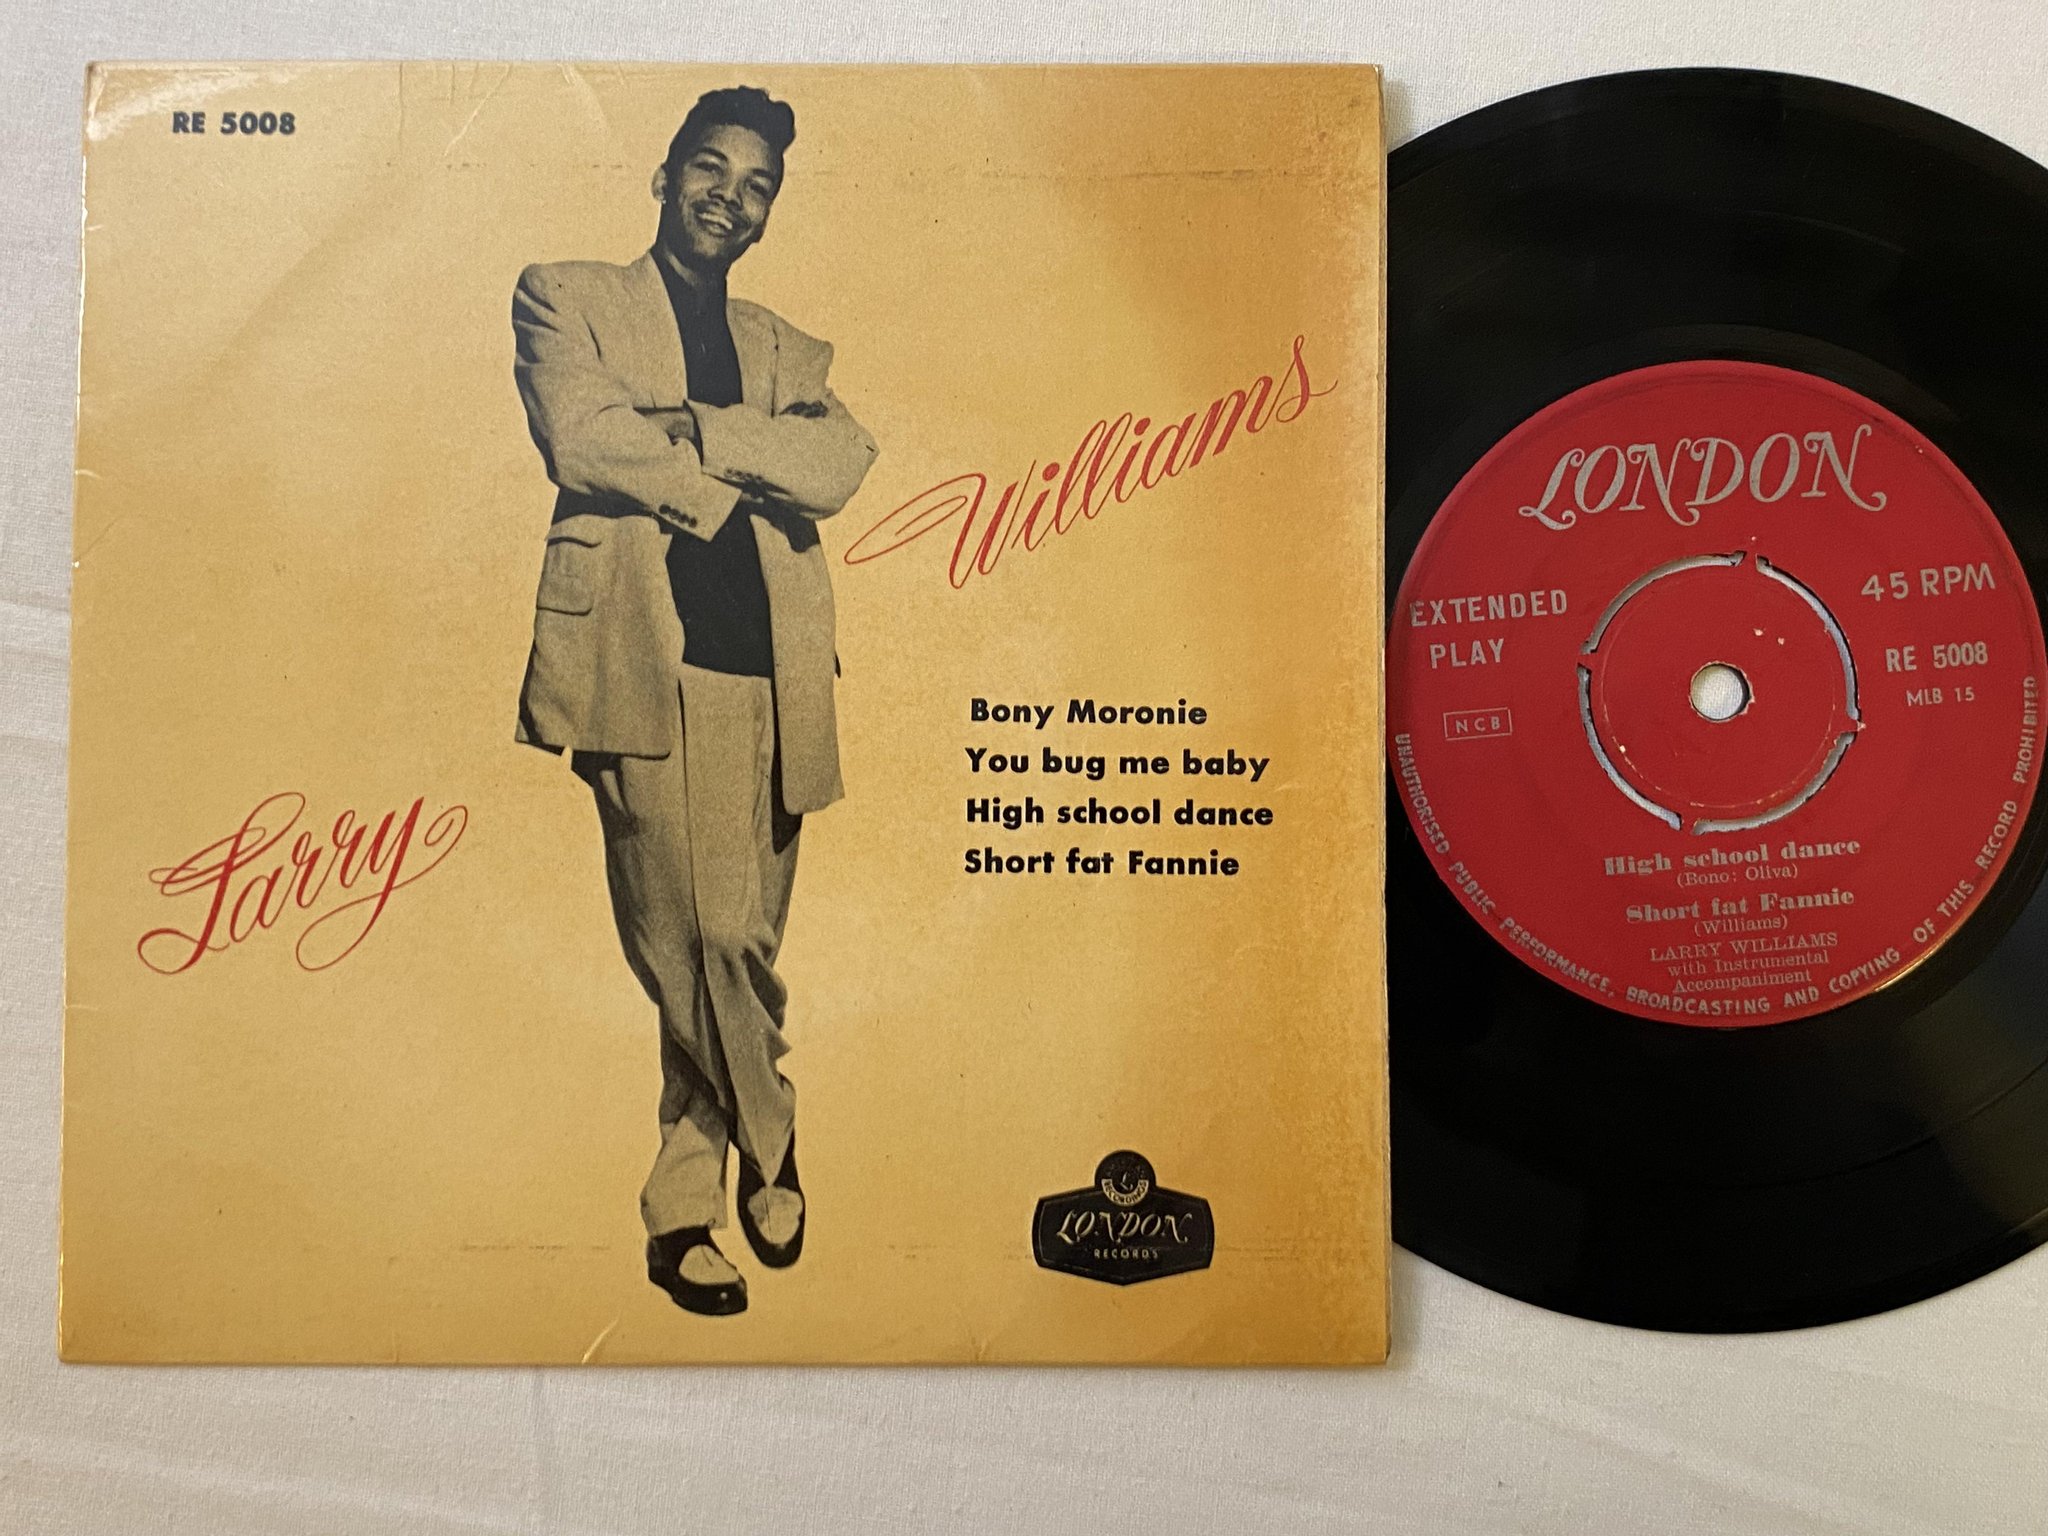 RE 5008
Larry
Williams
Bony Moronie
You bug me baby
High school dance
Short fat Fannie
LONDON
RECORDS
LONDON
EXTENDED
PLAY
45 RPM
RE 5008
MLB 15
NCB
High school dance
(Bono: Oliva)
Short fat Fannie
(Williams)
LARRY WILLIAMS
with Instrumental
Accompaniment
UNAUTHORISED PUBLIC PERFORMANCE, BROADCASTING AND COPYING OF THIS RECORD PROHIBITED